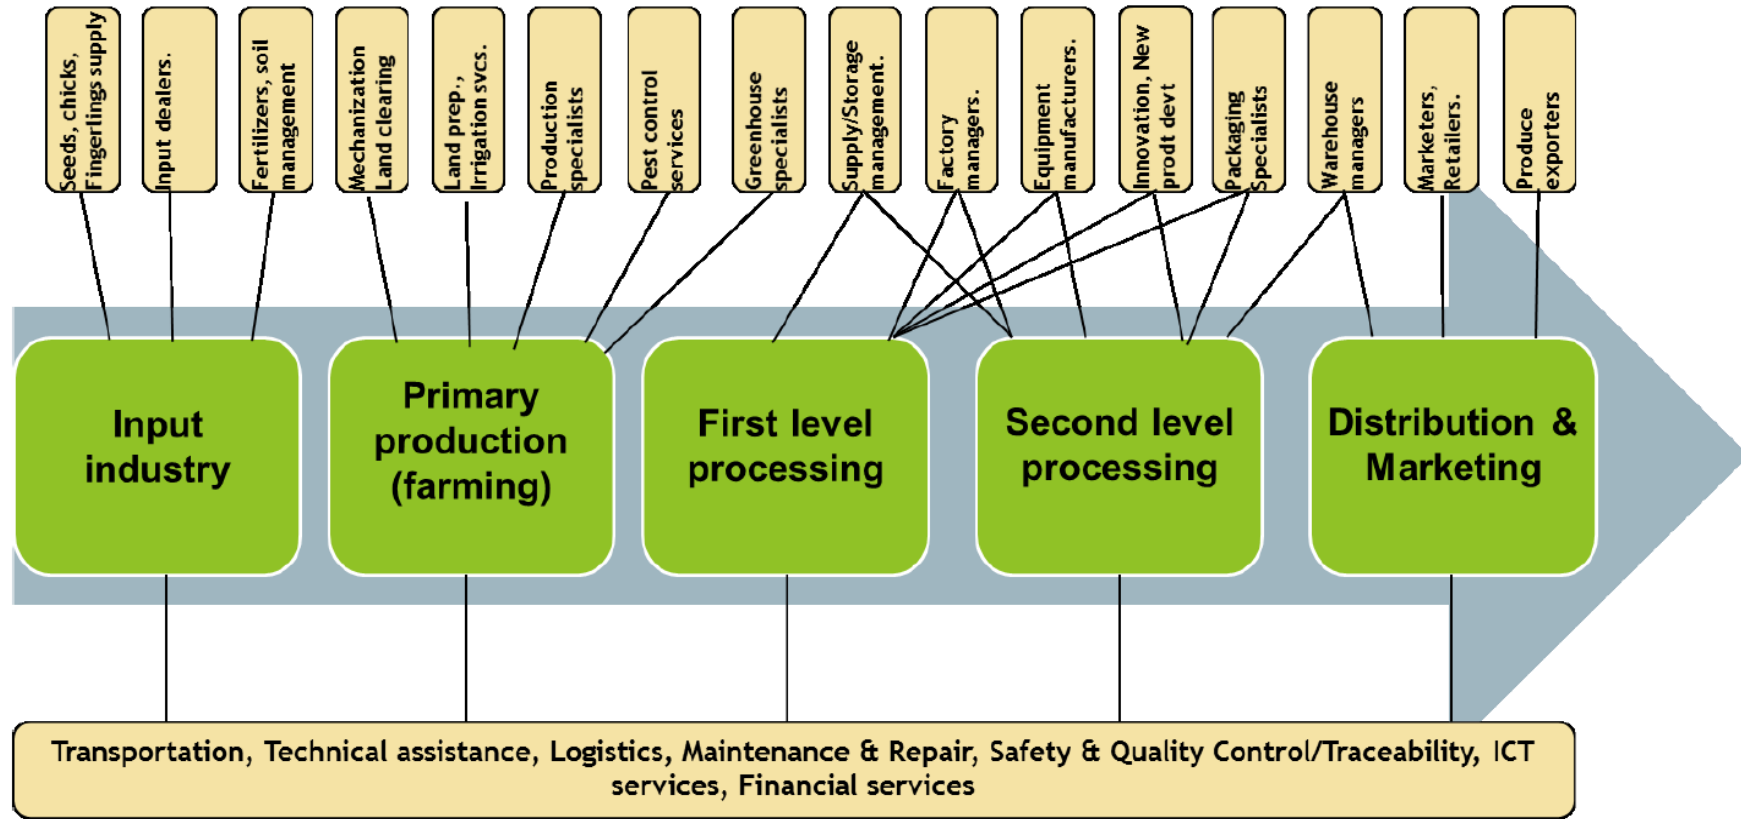 Seeds, chicks,
Fingerlings supply
Input dealers.
Fertilizers, soil
management
Mechanization
Land clearing
Land prep.,
Irrigation svcs.
Production
specialists
Pest control
services
Greenhouse
specialists
Supply/Storage
management.
Factory
managers.
Equipment
manufacturers.
Innovation, New
prodt devt
Packaging
Specialists
Warehouse
managers
Marketers,
Retailers.
Produce
exporters
Input
industry
Primary
production
(farming)
First level
processing
Second level
processing
Distribution &
Marketing
Transportation, Technical assistance, Logistics, Maintenance & Repair, Safety & Quality Control/Traceability, ICT
services, Financial services